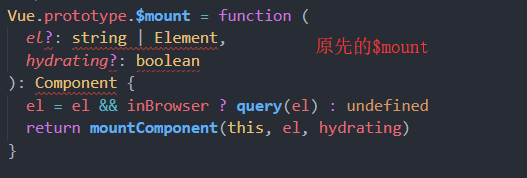 Vue.prototype.$mount = function (
el?: string | Element,
原先的$mount
hydrating?: boolean
): Component {
el = el && inBrowser ? query(el) : undefined
return mountComponent(this, el, hydrating)
}